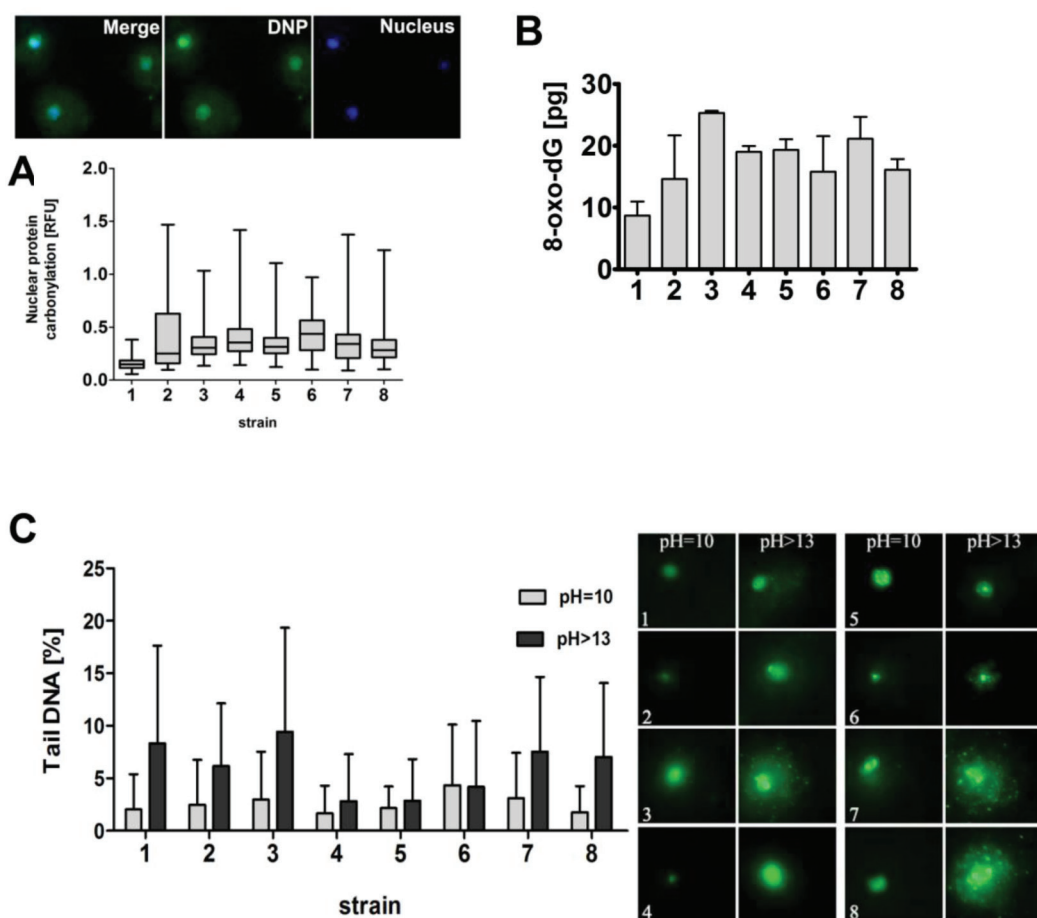 Merge DNP Nucleus
A
Nuclear protein
carbonylation [RFU]
2.0
1.5
1.0
0.5
0.0
1 2 3 4 5 6 7 8
strain
B
8-oxo-dG [pg]
30
20
10
0
1 2 3 4 5 6 7 8
C
Tail DNA [%]
25
20
15
10
5
0
pH=10
pH>13
1 2 3 4 5 6 7 8
strain
pH=10 pH>13 pH=10 pH>13
1 5
2 6
3 7
4 8